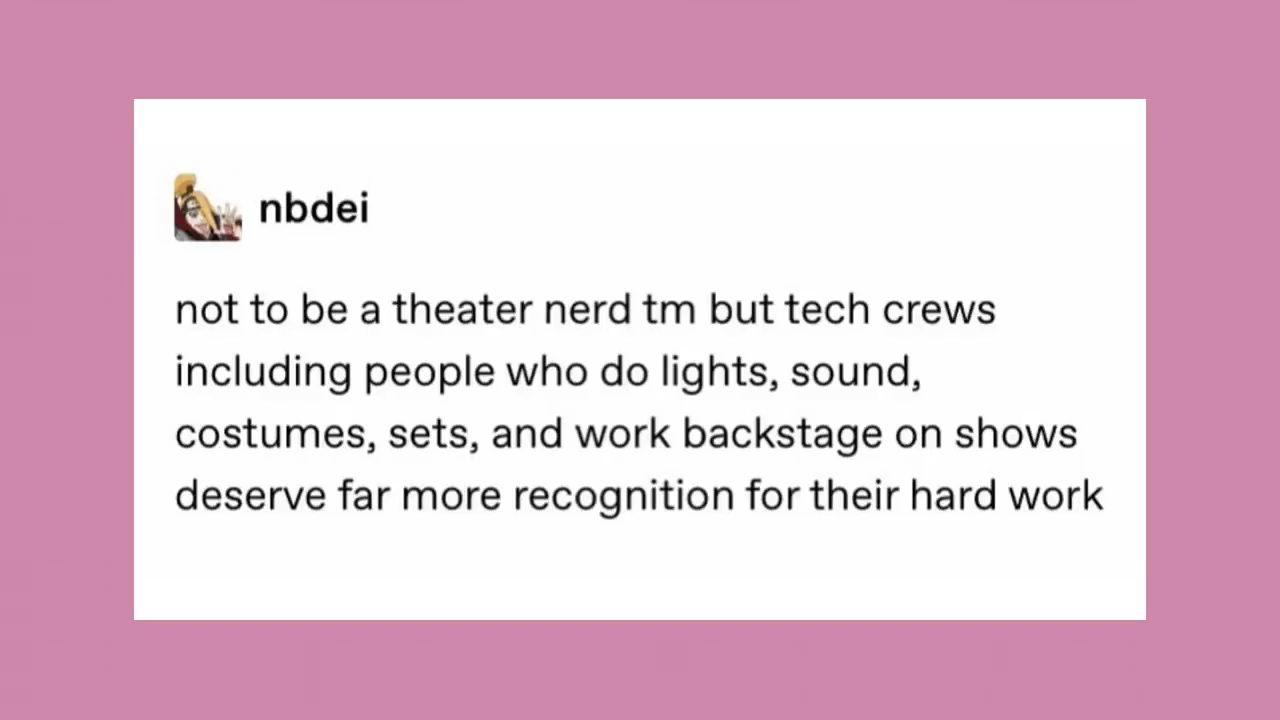 nbdei
not to be a theater nerd tm but tech crews
including people who do lights, sound,
costumes, sets, and work backstage on shows
deserve far more recognition for their hard work